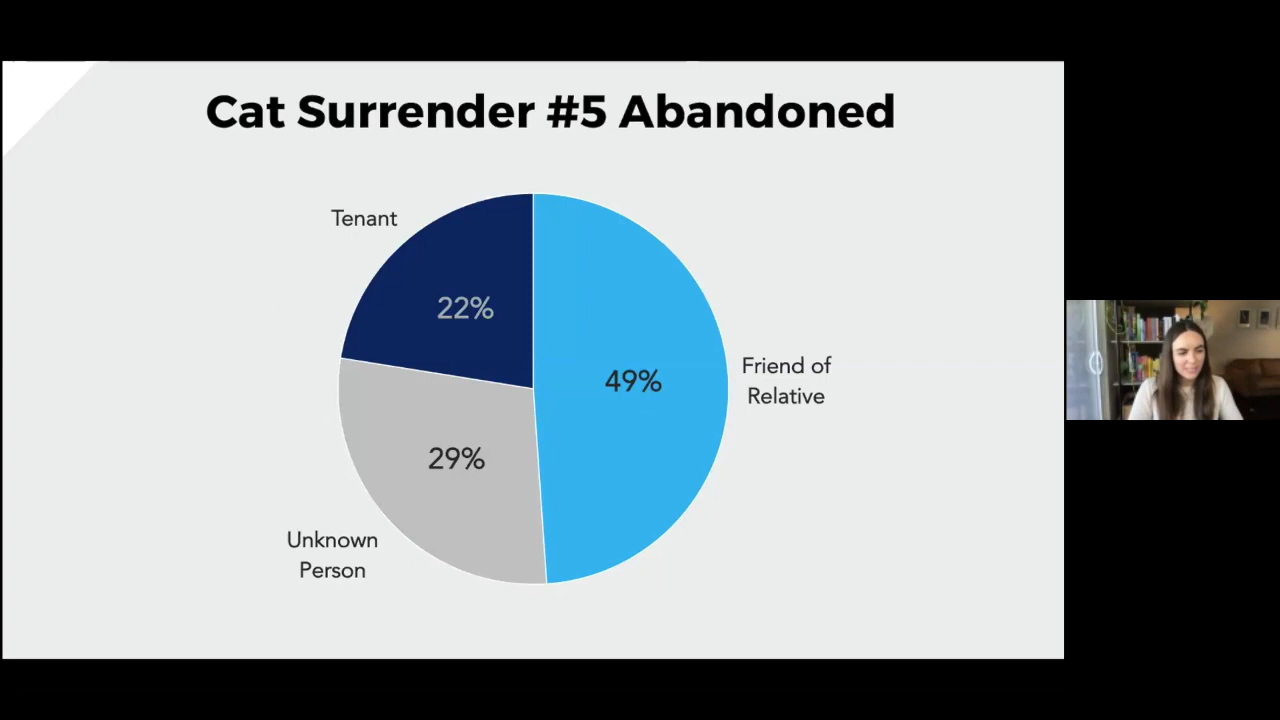 Cat Surrender #5 Abandoned
Tenant
22%
49%
Friend of
Relative
29%
Unknown
Person